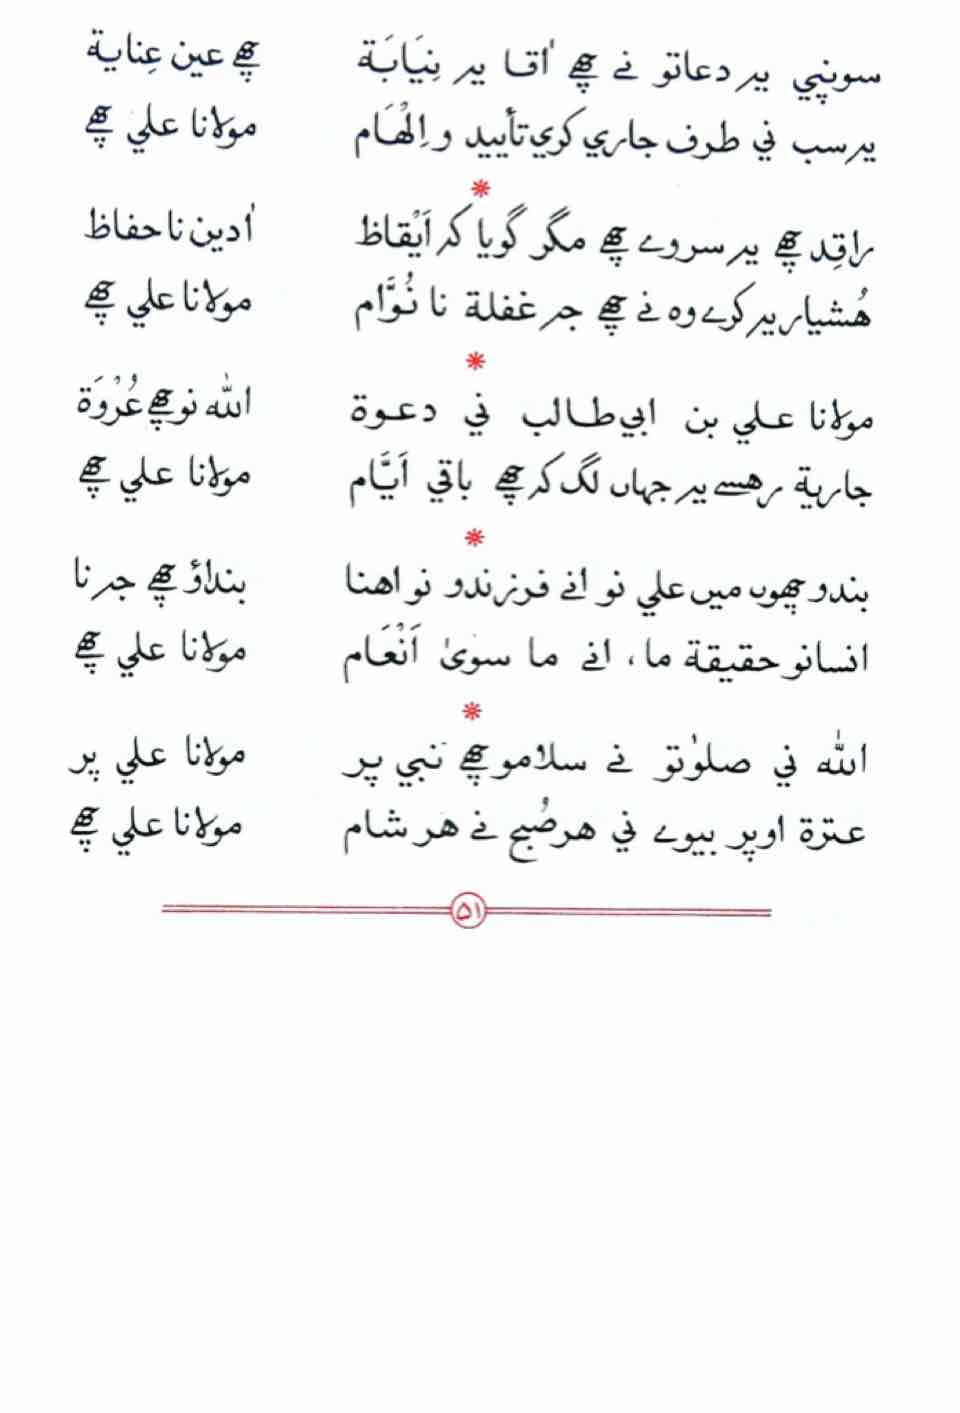 سونپي يہ دعاتو نے چھے اٰقا يہ نِيَابَة چھے عين عِناية
يہ سب ني طرف جاري كري تأييد و اِلْهَام مولانا علي چھے
*
راقِد چھے يہ سروے چھے مگر گويا كہ اَيْقاظ اٰ دين نا حفاظ
هُشيار يہ كرے وہ نے چھے جہ غفلة نا نُوَّام مولانا علي چھے
*
مولانا علي بن ابي طالب ني دعوة الله نو چھے عُرْوَة
جارية رهسے يہ جهاں لگ كہ چھے باقي اَيَّام مولانا علي چھے
*
بندو چھوں ميں علي نو انے فرزندو نو اهنا بنداؤ چھے جہ نا
انسانو حقيقة ما، انے ما سوىٰ اَنْعَام مولانا علي چھے
*
الله ني صلوٰتو نے سلامو چھے نبي پر مولانا علي پر
عترة اوپر بيوے ني هر صُبح نے هر شام مولانا علي چھے
۵۱